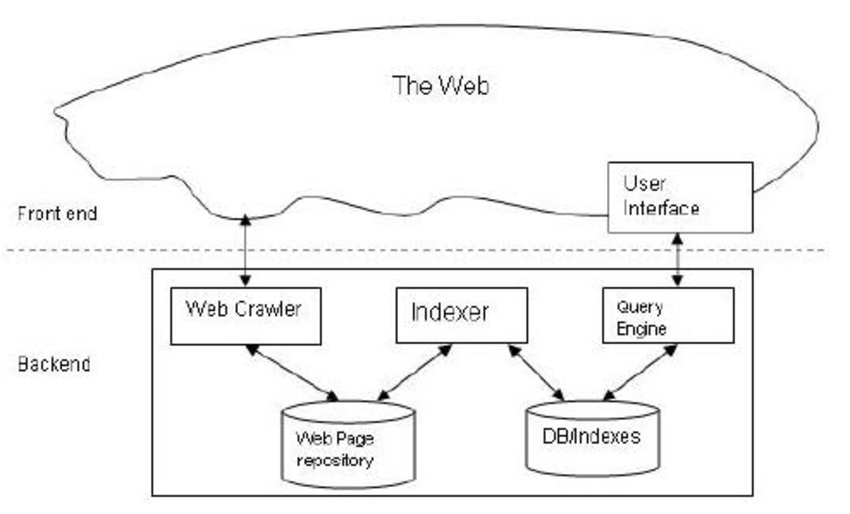 The Web
User
Interface
Front end
Web Crawler
Indexer
Query
Engine
Backend
Web Page
repository
DB/Indexes